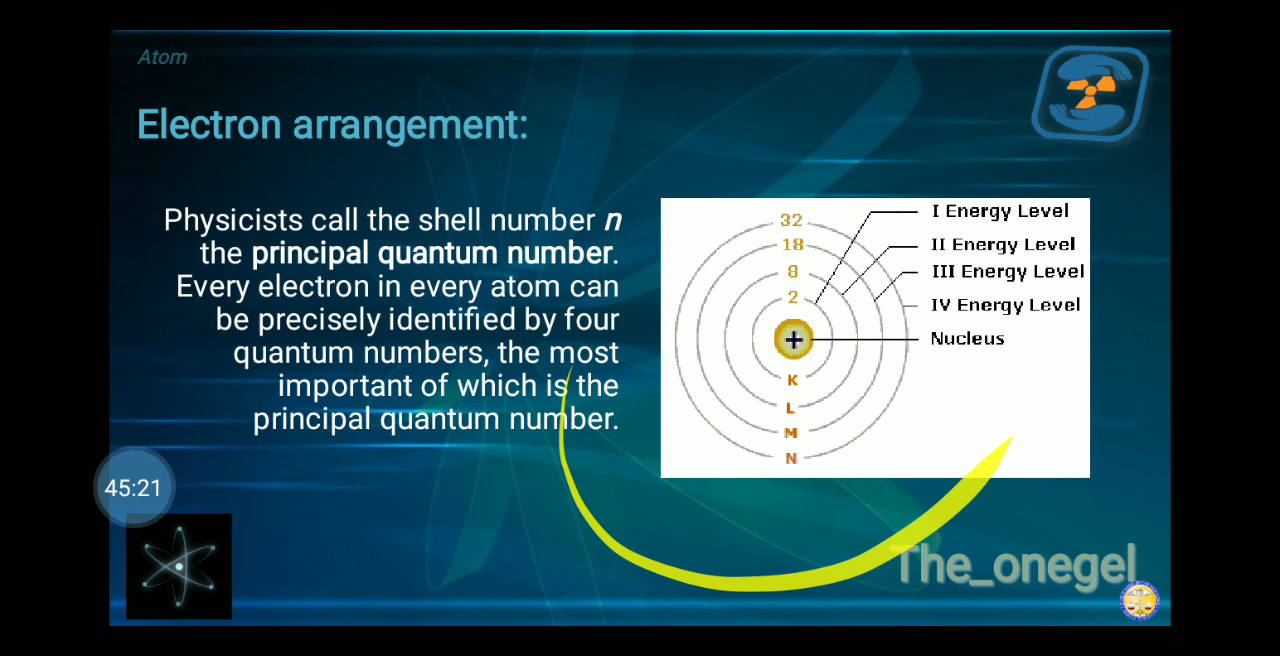 Atom
Electron arrangement:
Physicists call the shell number n
the principal quantum number.
Every electron in every atom can
be precisely identified by four
quantum numbers, the most
important of which is the
principal quantum number.
32
18
8
2
+
K
L
M
N
I Energy Level
II Energy Level
III Energy Level
IV Energy Level
Nucleus
45:21
The_onegel